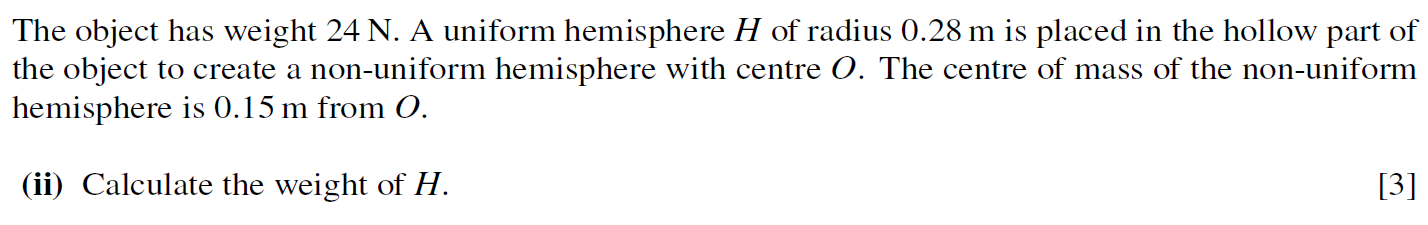 The object has weight 24 N. A uniform hemisphere H of radius 0.28 m is placed in the hollow part of
the object to create a non-uniform hemisphere with centre O. The centre of mass of the non-uniform
hemisphere is 0.15 m from O.
(ii) Calculate the weight of H. [3]